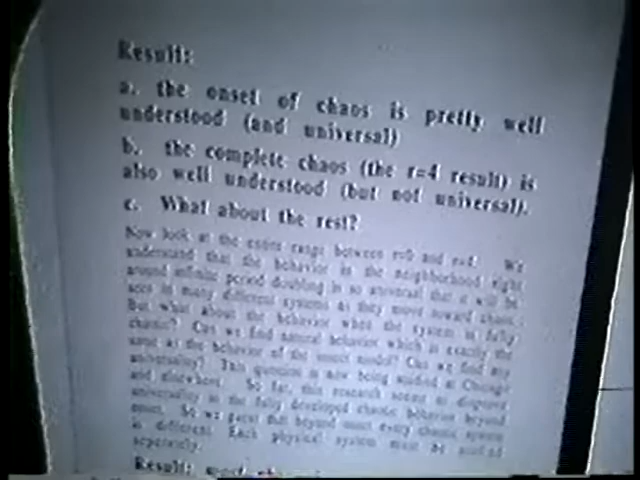 Result:
a. the onset of chaos is pretty well
understood (and universal)
b. the complete chaos (the r=4 result) is
also well understood (but not universal).
c. What about the rest?
Now look at the entire range between r=0 and r=4. We
understand that the behavior in the neighborhood right
around infinite period doubling is so universal that it will be
seen in many different systems as they move toward chaos.
But what about the behavior when the system is fully
chaotic? Can we find natural behavior which is exactly the
same as the behavior of the model? Can we find any
universality? This question is now being studied at Chicago
and elsewhere. So far, this research seems to disprove
universality in the fully developed chaotic behavior beyond
onset. So we guess that beyond onset every chaotic system
is different. Each physical system must be studied
separately.
Result: